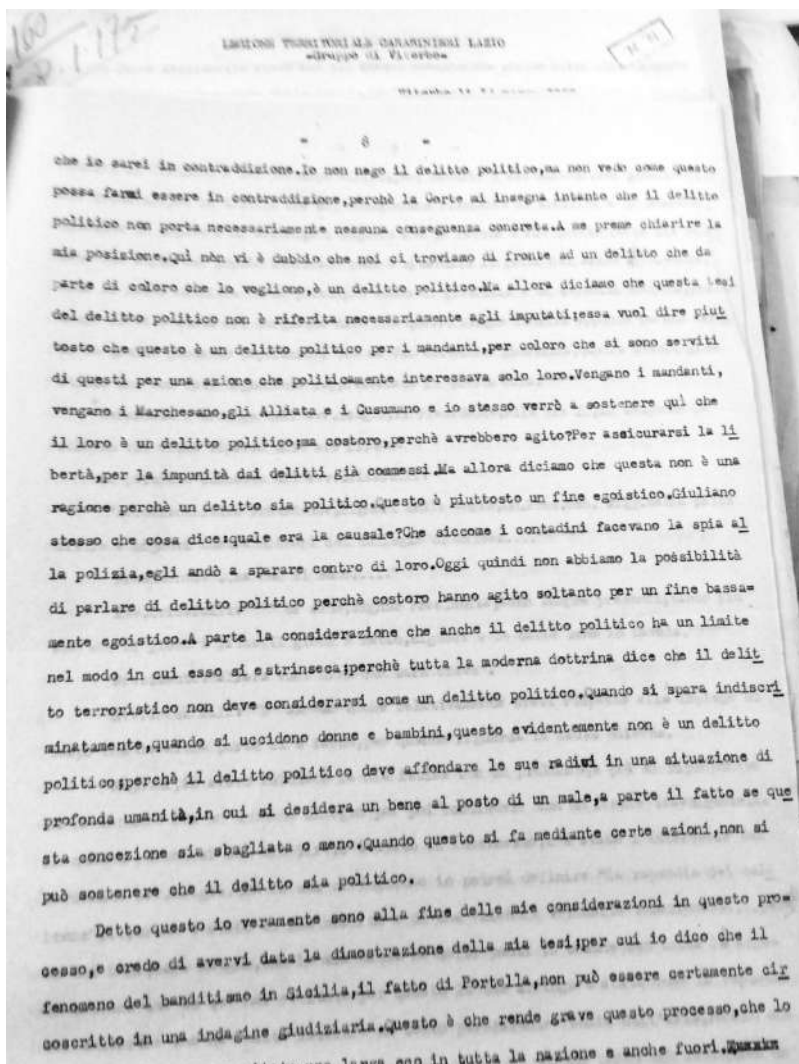 160
LEGIONE TERRITORIALE CARABINIERI LAZIO
=Gruppo di Viterbo=
- 8 -
che io sarei in contraddizione.Io non nego il delitto politico,ma non vedo come questo
possa farmi essere in contraddizione,perchè la Corte mi insegna intanto che il delitto
politico non porta necessariamente nessuna conseguenza concreta.A me preme chiarire la
mia posizione.Quì nòn vi è dubbio che noi ci troviamo di fronte ad un delitto che da
parte di coloro che lo vogliono,è un delitto politico.Ma allora diciamo che questa tesi
del delitto politico non è riferita necessariamente agli imputati;essa vuol dire piut
tosto che questo è un delitto politico per i mandanti,per coloro che si sono serviti
di questi per una azione che politicamente interessava solo loro.Vengano i mandanti,
vengano i Marchesano,gli Alliata e i Cusumano e io stesso verrò a sostenere quì che
il loro è un delitto politico;ma costoro,perchè avrebbero agito?Per assicurarsi la li
bertà,per la impunità dai delitti già commessi.Ma allora diciamo che questa non è una
ragione perchè un delitto sia politico.Questo è piuttosto un fine egoistico.Giuliano
stesso che cosa dice:quale era la causale?Che siccome i contadini facevano la spia al
la polizia,egli andò a sparare contro di loro.Oggi quindi non abbiamo la possibilità
di parlare di delitto politico perchè costoro hanno agito soltanto per un fine bassa=
mente egoistico.A parte la considerazione che anche il delitto politico ha un limite
nel modo in cui esso si estrinseca;perchè tutta la moderna dottrina dice che il delit
to terroristico non deve considerarsi come un delitto politico.Quando si spara indiscri
minatamente,quando si uccidono donne e bambini,questo evidentemente non è un delitto
politico;perchè il delitto politico deve affondare le sue radici in una situazione di
profonda umanità,in cui si desidera un bene al posto di un male,a parte il fatto se que
sta concezione sia sbagliata o meno.Quando questo si fa mediante certe azioni,non si
può sostenere che il delitto sia politico.
Detto questo io veramente sono alla fine delle mie considerazioni in questo pro=
cesso,e credo di avervi data la dimostrazione della mia tesi;per cui io dico che il
fenomeno del banditismo in Sicilia,il fatto di Portella,non può essere certamente cir
coscritto in una indagine giudiziaria.Questo è che rende grave questo processo,che lo
eco in tutta la nazione e anche fuori.